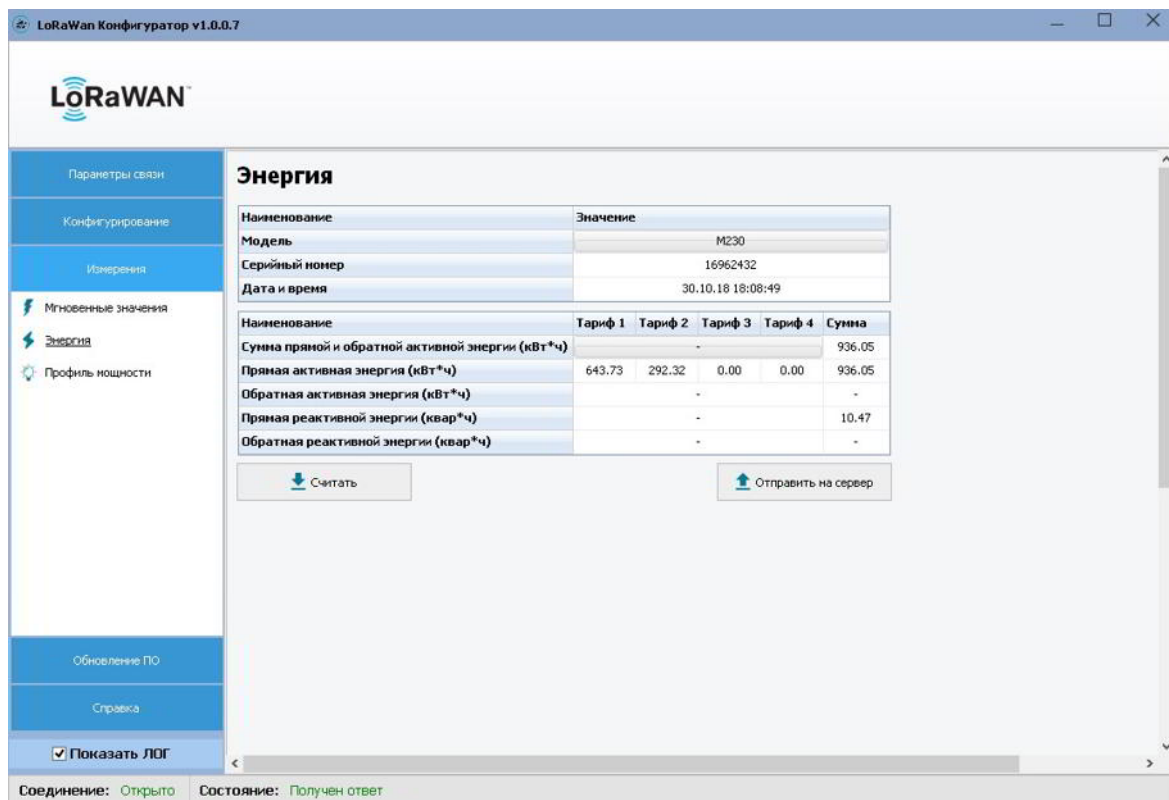 LoRaWan Конфигуратор v1.0.0.7
LoRaWAN™
Параметры связи
Конфигурирование
Измерения
Мгновенные значения
Энергия
Профиль мощности
Обновление ПО
Справка
Показать ЛОГ
Энергия
Наименование Значение
Модель M230
Серийный номер 16962432
Дата и время 30.10.18 18:08:49
Наименование Тариф 1 Тариф 2 Тариф 3 Тариф 4 Сумма
Сумма прямой и обратной активной энергии (кВт*ч) - 936.05
Прямая активная энергия (кВт*ч) 643.73 292.32 0.00 0.00 936.05
Обратная активная энергия (кВт*ч) - -
Прямая реактивной энергии (квар*ч) - 10.47
Обратная реактивной энергии (квар*ч) - -
Считать
Отправить на сервер
Соединение: Открыто Состояние: Получен ответ